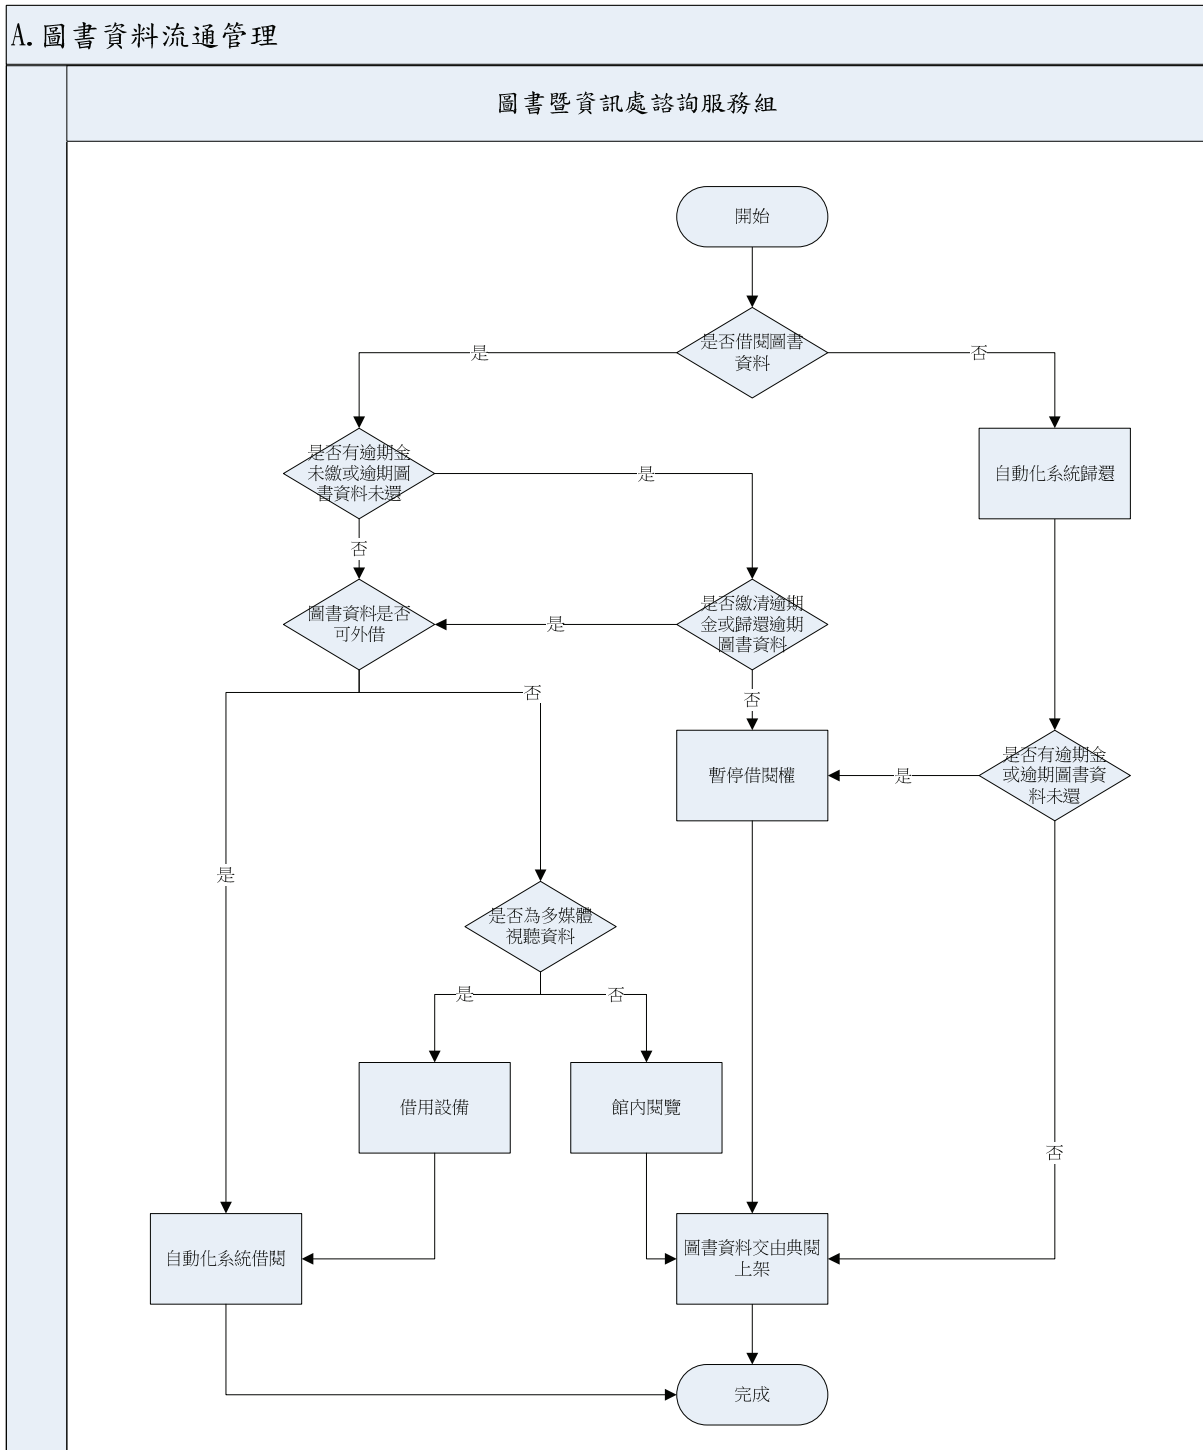 A. 圖書資料流通管理
圖書暨資訊處諮詢服務組
開始
是否借閱圖書
資料
是
否
是否有逾期金
未繳或逾期圖
書資料未還
是
自動化系統歸還
否
圖書資料是否
可外借
是
是否繳清逾期
金或歸還逾期
圖書資料
否
否
暫停借閱權
是
是否有逾期金
或逾期圖書資
料未還
是
是否為多媒體
視聽資料
是
否
借用設備
館內閱覽
否
自動化系統借閱
圖書資料交由典閱
上架
完成